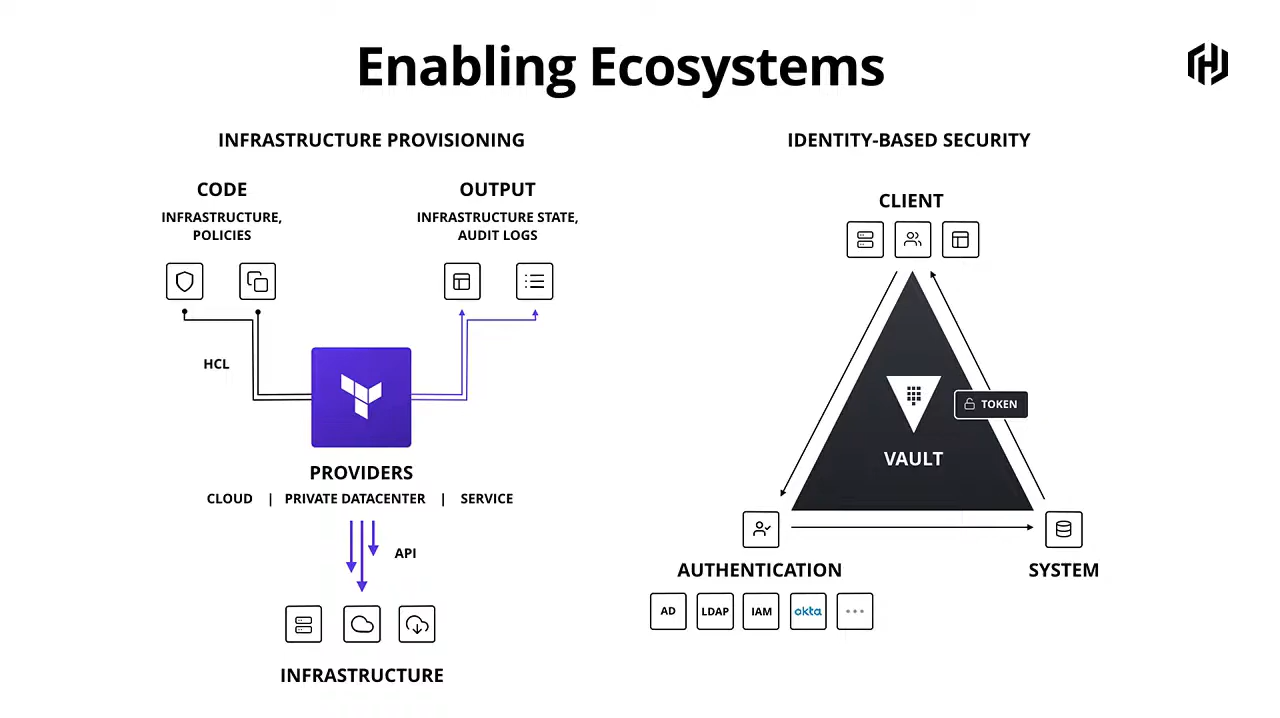 Enabling Ecosystems
INFRASTRUCTURE PROVISIONING
CODE
INFRASTRUCTURE,
POLICIES
OUTPUT
INFRASTRUCTURE STATE,
AUDIT LOGS
HCL
PROVIDERS
CLOUD | PRIVATE DATACENTER | SERVICE
API
INFRASTRUCTURE
IDENTITY-BASED SECURITY
CLIENT
TOKEN
VAULT
AUTHENTICATION
AD LDAP IAM okta
SYSTEM